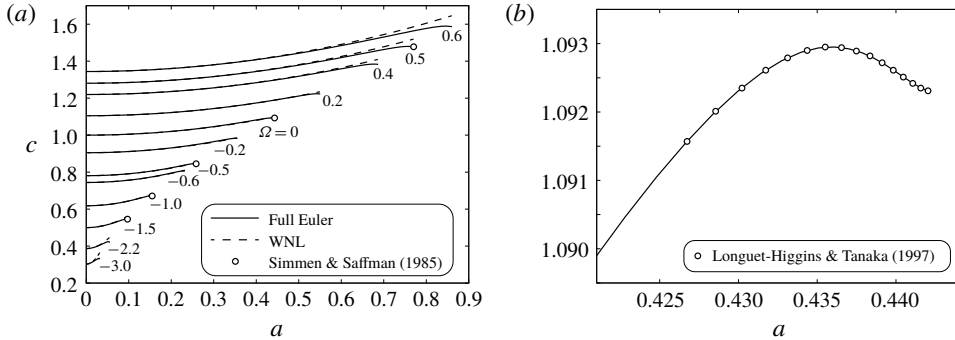 (a)
1.6
1.4
1.2
1.0
0.8
0.6
0.4
0.2
c
0.6
0.5
0.4
0.2
Ω = 0
−0.2
−0.5
−0.6
−1.0
−1.5
−2.2
−3.0
Full Euler
WNL
Simmen & Saffman (1985)
0 0.1 0.2 0.3 0.4 0.5 0.6 0.7 0.8 0.9
a
(b)
1.093
1.092
1.091
1.090
Longuet-Higgins & Tanaka (1997)
0.425 0.430 0.435 0.440
a